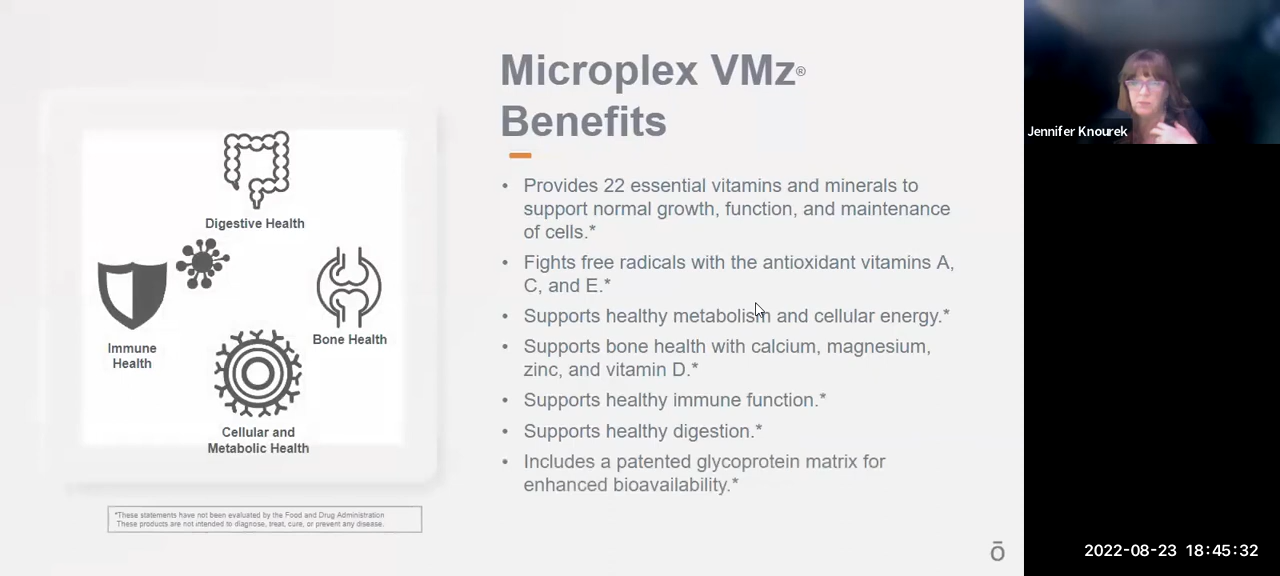 Microplex VMz®
Benefits
• Provides 22 essential vitamins and minerals to
support normal growth, function, and maintenance
of cells.*
• Fights free radicals with the antioxidant vitamins A,
C, and E.*
• Supports healthy metabolism and cellular energy.*
• Supports bone health with calcium, magnesium,
zinc, and vitamin D.*
• Supports healthy immune function.*
• Supports healthy digestion.*
• Includes a patented glycoprotein matrix for
enhanced bioavailability.*
Digestive Health
Immune
Health
Bone Health
Cellular and
Metabolic Health
*These statements have not been evaluated by the Food and Drug Administration
These products are not intended to diagnose, treat, cure, or prevent any disease.
ō
Jennifer Knourek
2022-08-23 18:45:32